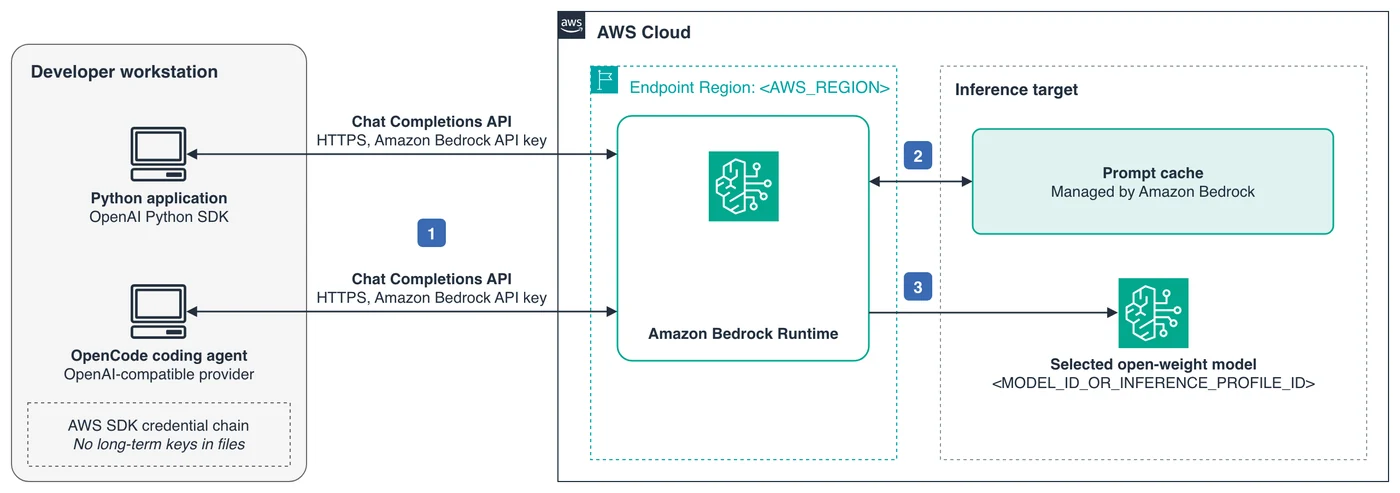 aws
AWS Cloud
Developer workstation
Endpoint Region: <AWS_REGION>
Inference target
Chat Completions API
HTTPS, Amazon Bedrock API key
Python application
OpenAI Python SDK
1
Chat Completions API
HTTPS, Amazon Bedrock API key
OpenCode coding agent
OpenAI-compatible provider
AWS SDK credential chain
No long-term keys in files
Amazon Bedrock Runtime
2
Prompt cache
Managed by Amazon Bedrock
3
Selected open-weight model
<MODEL_ID_OR_INFERENCE_PROFILE_ID>